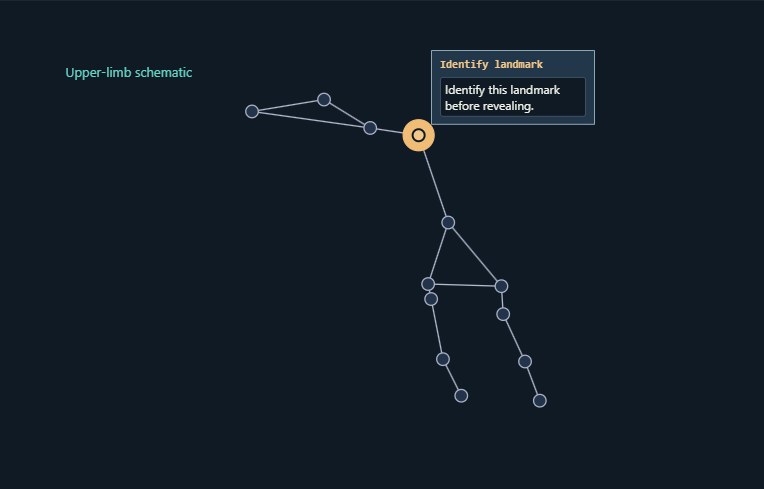 Upper-limb schematic
Identify landmark
Identify this landmark
before revealing.